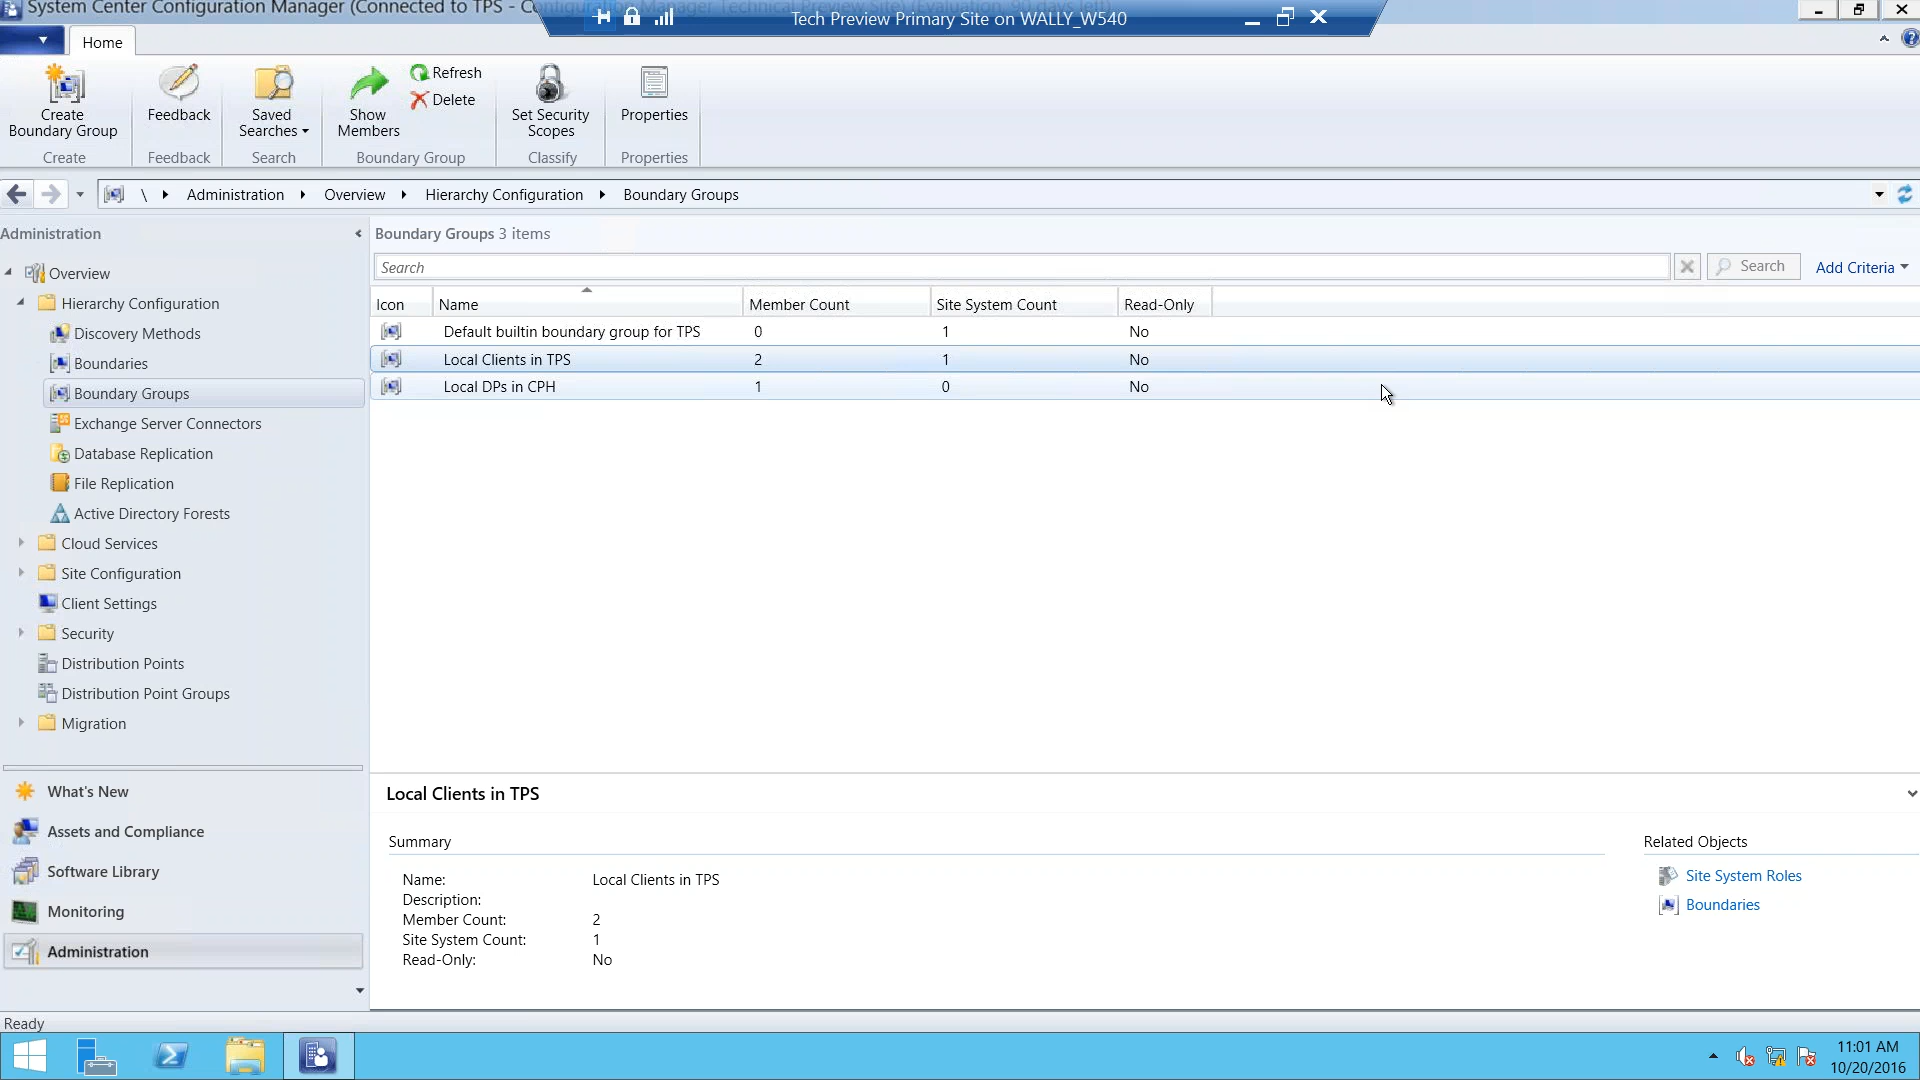 System Center Configuration Manager (Connected to TPS - Co
Tech Preview Primary Site on WALLY_W540
Home
Create
Boundary Group
Feedback
Saved
Searches
Show
Members
Refresh
Delete
Set Security
Scopes
Properties
Create
Feedback
Search
Boundary Group
Classify
Properties
\ Administration Overview Hierarchy Configuration Boundary Groups
Administration
Overview
Hierarchy Configuration
Discovery Methods
Boundaries
Boundary Groups
Exchange Server Connectors
Database Replication
File Replication
Active Directory Forests
Cloud Services
Site Configuration
Client Settings
Security
Distribution Points
Distribution Point Groups
Migration
What's New
Assets and Compliance
Software Library
Monitoring
Administration
Boundary Groups 3 items
Search
Search
Add Criteria
Icon Name Member Count Site System Count Read-Only
Default builtin boundary group for TPS 0 1 No
Local Clients in TPS 2 1 No
Local DPs in CPH 1 0 No
Local Clients in TPS
Summary
Name: Local Clients in TPS
Description:
Member Count: 2
Site System Count: 1
Read-Only: No
Related Objects
Site System Roles
Boundaries
Ready
11:01 AM
10/20/2016